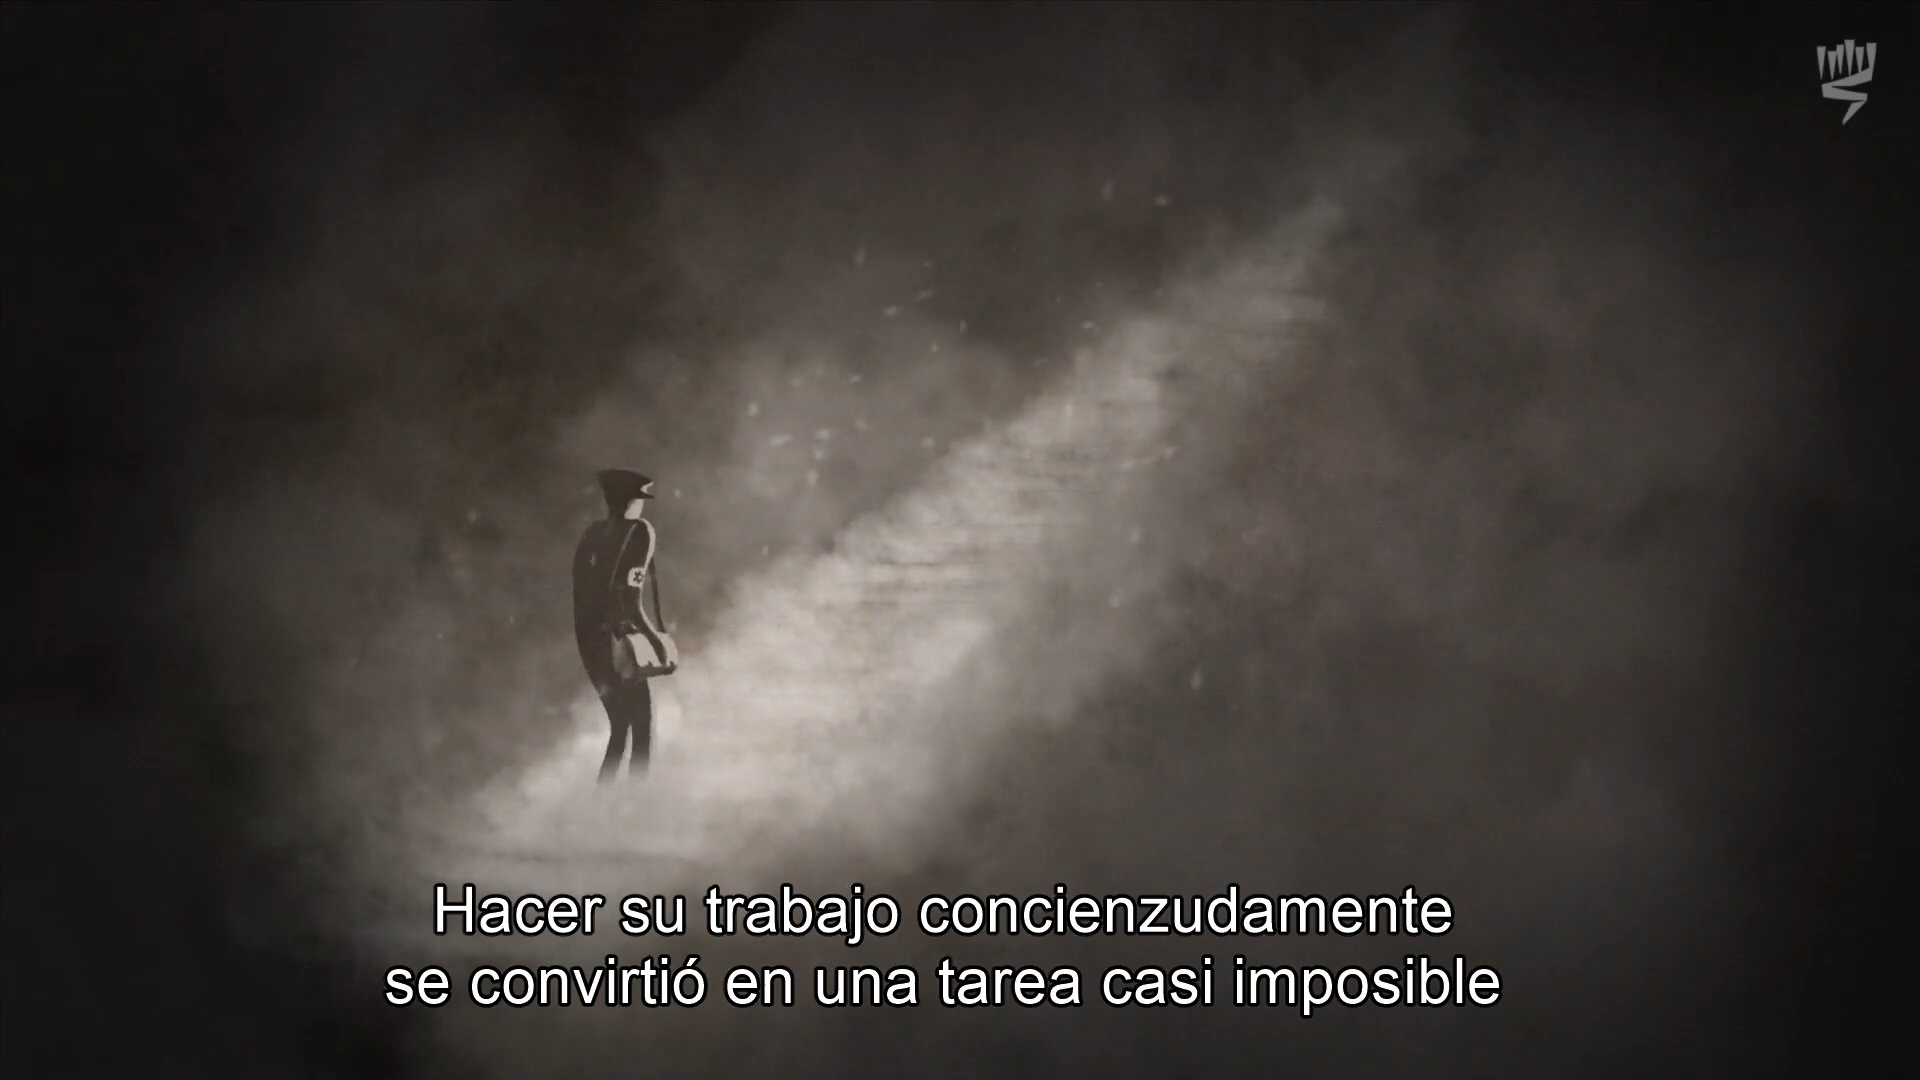 Hacer su trabajo concienzudamente
se convirtió en una tarea casi imposible